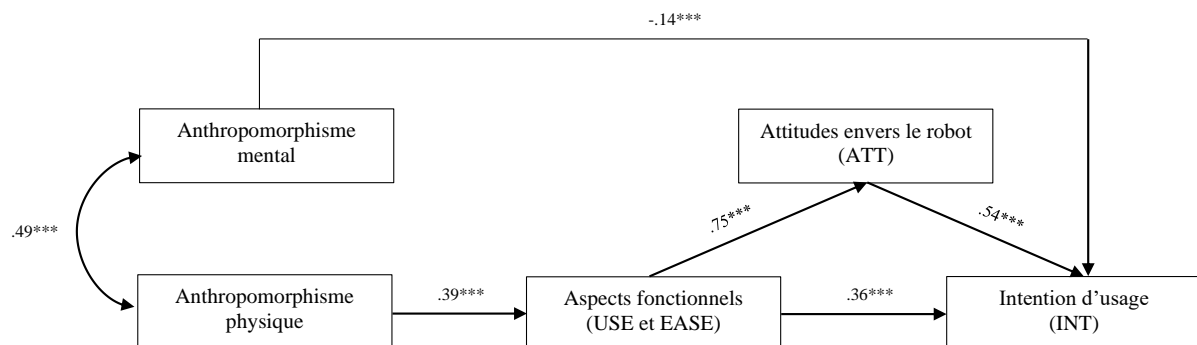 -.14***
Anthropomorphisme
mental
Attitudes envers le robot
(ATT)
.49***
.75***
.54***
Anthropomorphisme
physique
.39***
Aspects fonctionnels
(USE et EASE)
.36***
Intention d’usage
(INT)